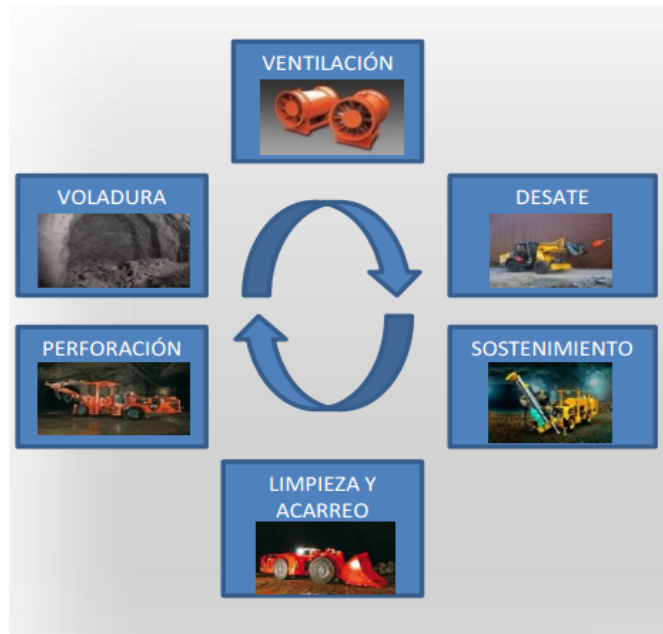 VENTILACIÓN
VOLADURA
DESATE
PERFORACIÓN
SOSTENIMIENTO
LIMPIEZA Y
ACARREO